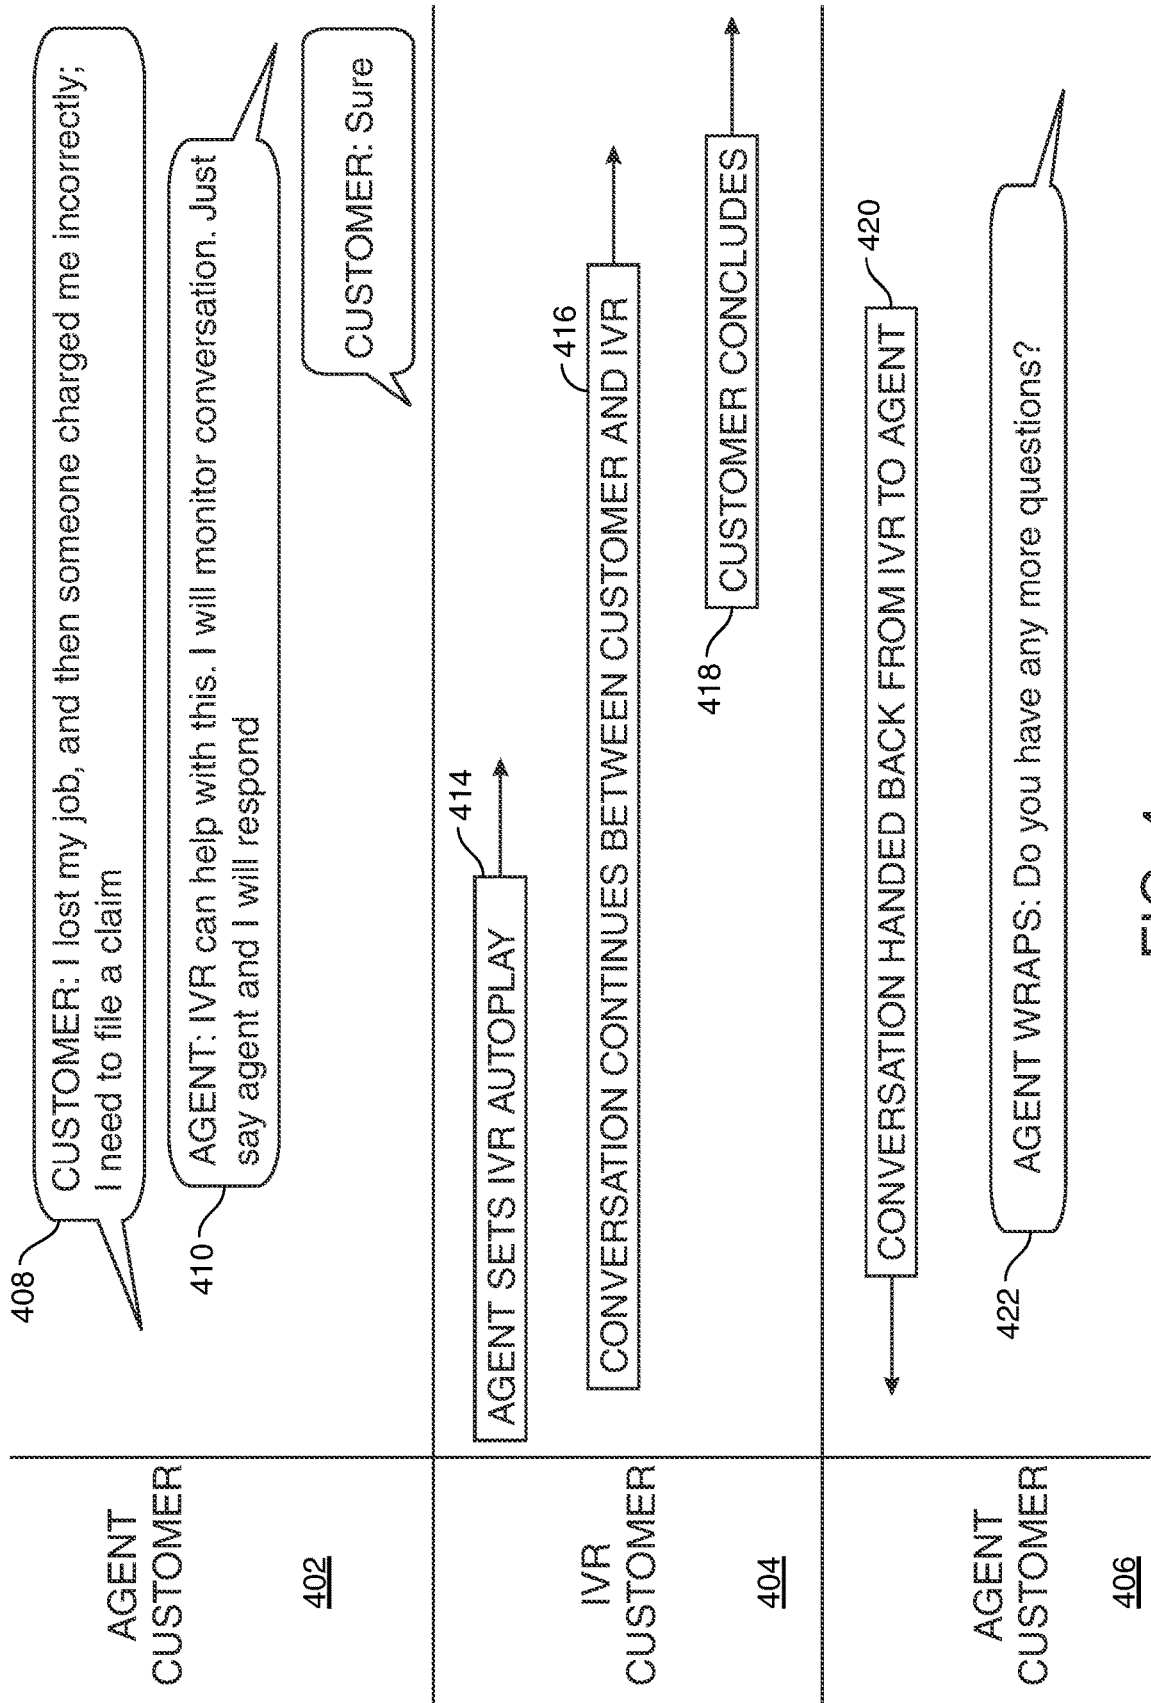 AGENT
CUSTOMER
402
408
CUSTOMER: I lost my job, and then someone charged me incorrectly;
I need to file a claim
410
AGENT: IVR can help with this. I will monitor conversation. Just
say agent and I will respond
CUSTOMER: Sure
IVR
CUSTOMER
404
AGENT SETS IVR AUTOPLAY
414
CONVERSATION CONTINUES BETWEEN CUSTOMER AND IVR
416
418
CUSTOMER CONCLUDES
AGENT
CUSTOMER
406
CONVERSATION HANDED BACK FROM IVR TO AGENT
420
422
AGENT WRAPS: Do you have any more questions?